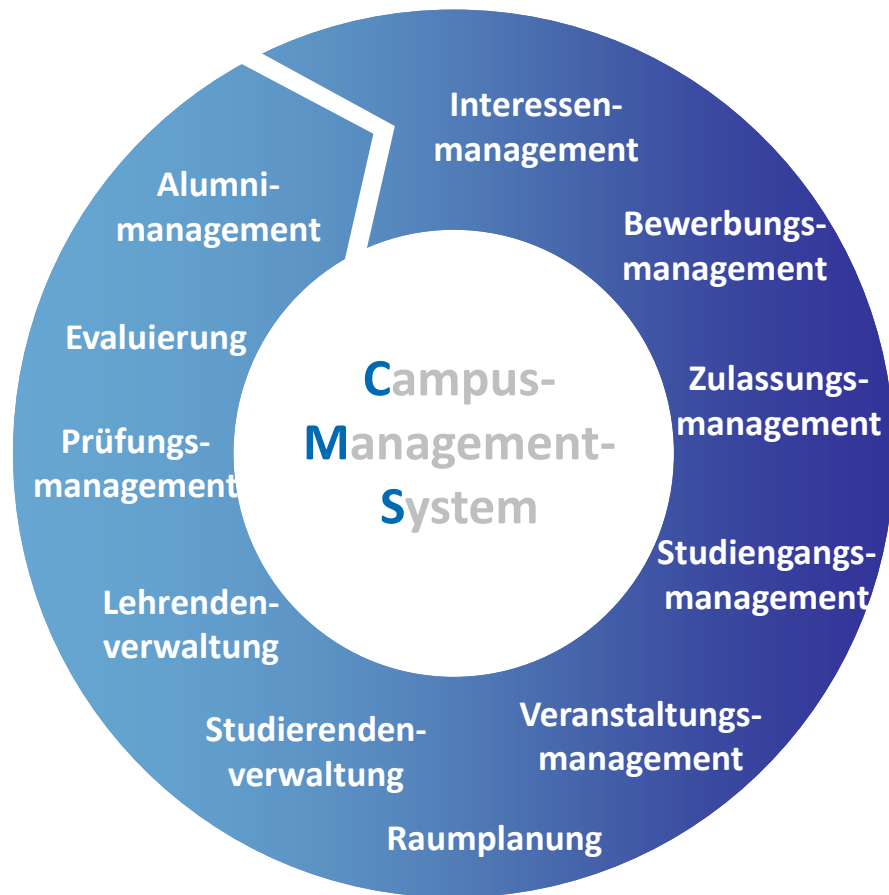 Interessen-
management
Bewerbungs-
management
Zulassungs-
management
Studiengangs-
management
Veranstaltungs-
management
Raumplanung
Studierenden-
verwaltung
Lehrenden-
verwaltung
Prüfungs-
management
Evaluierung
Alumni-
management
Campus-
Management-
System